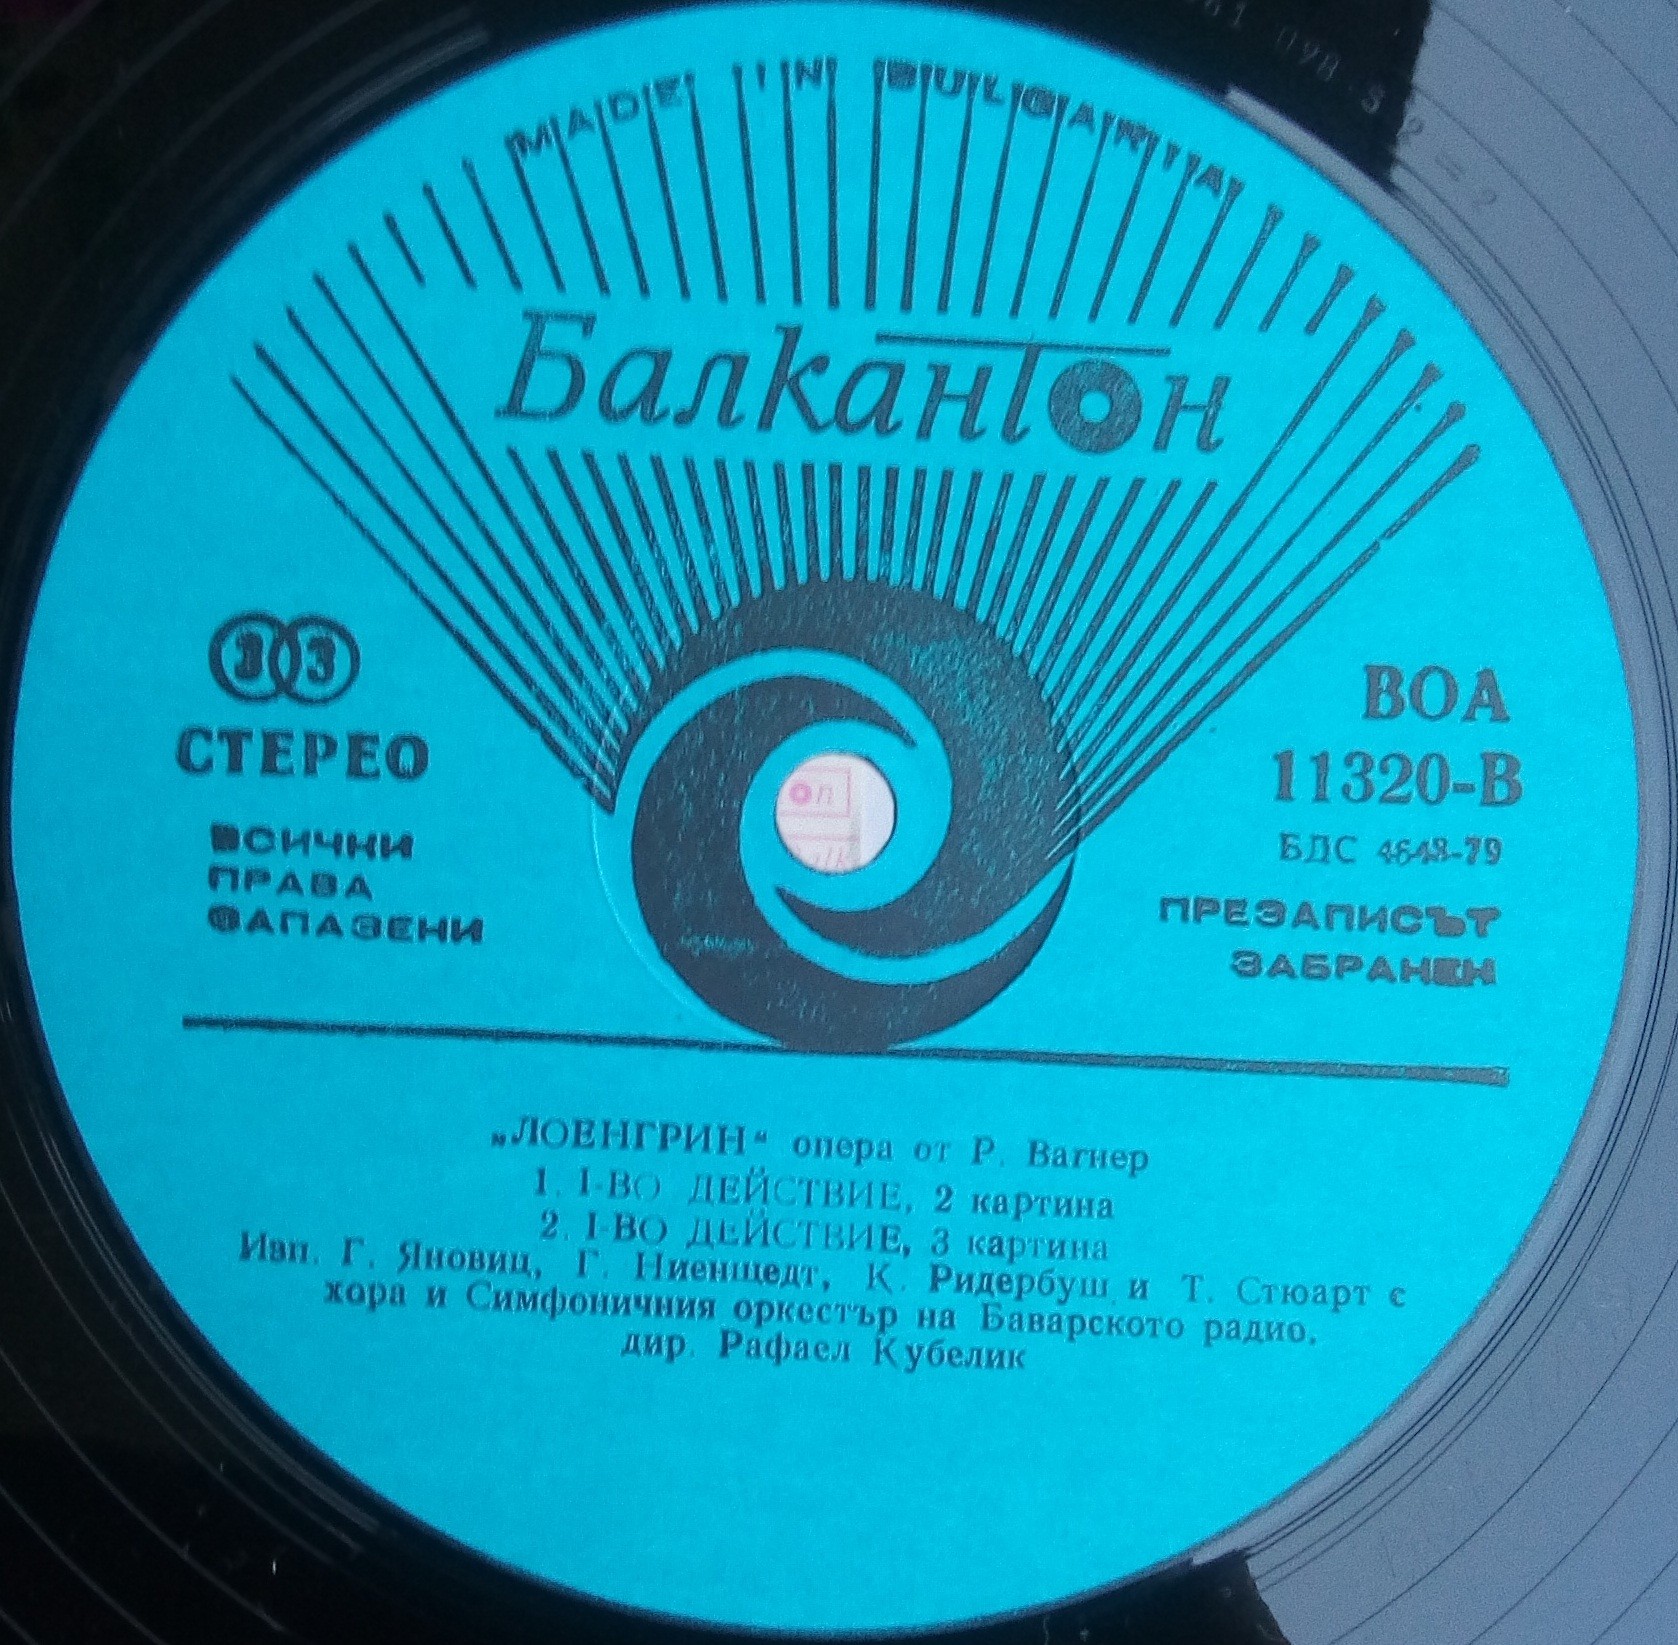 MADE IN BULGARIA
Балкантон
33
СТЕРЕО
ВСИЧКИ
ПРАВА
ЗАПАЗЕНИ
ВОА
11320-В
БДС 4648-79
ПРЕЗАПИСЪТ
ЗАБРАНЕН
„ЛОЕНГРИН“ опера от Р. Вагнер
1. I-ВО ДЕЙСТВИЕ, 2 картина
2. I-ВО ДЕЙСТВИЕ, 3 картина
Изп. Г. Яновиц, Г. Ниенщедт, К. Ридербуш и Т. Стюарт с
хора и Симфоничния оркестър на Баварското радио.
дир. Рафаел Кубелик